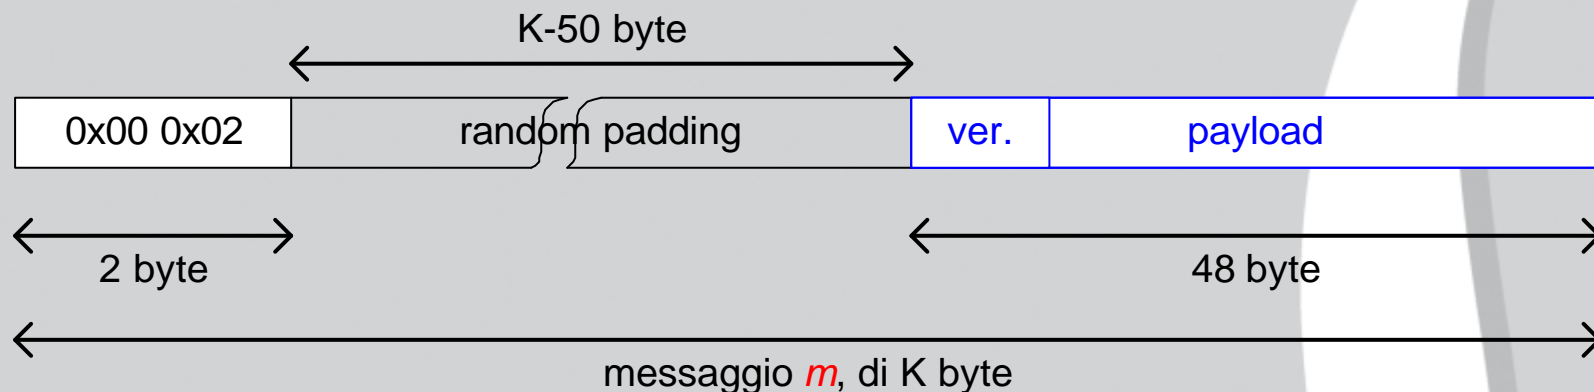 K-50 byte
0x00 0x02 random padding ver. payload
2 byte 48 byte
messaggio m, di K byte